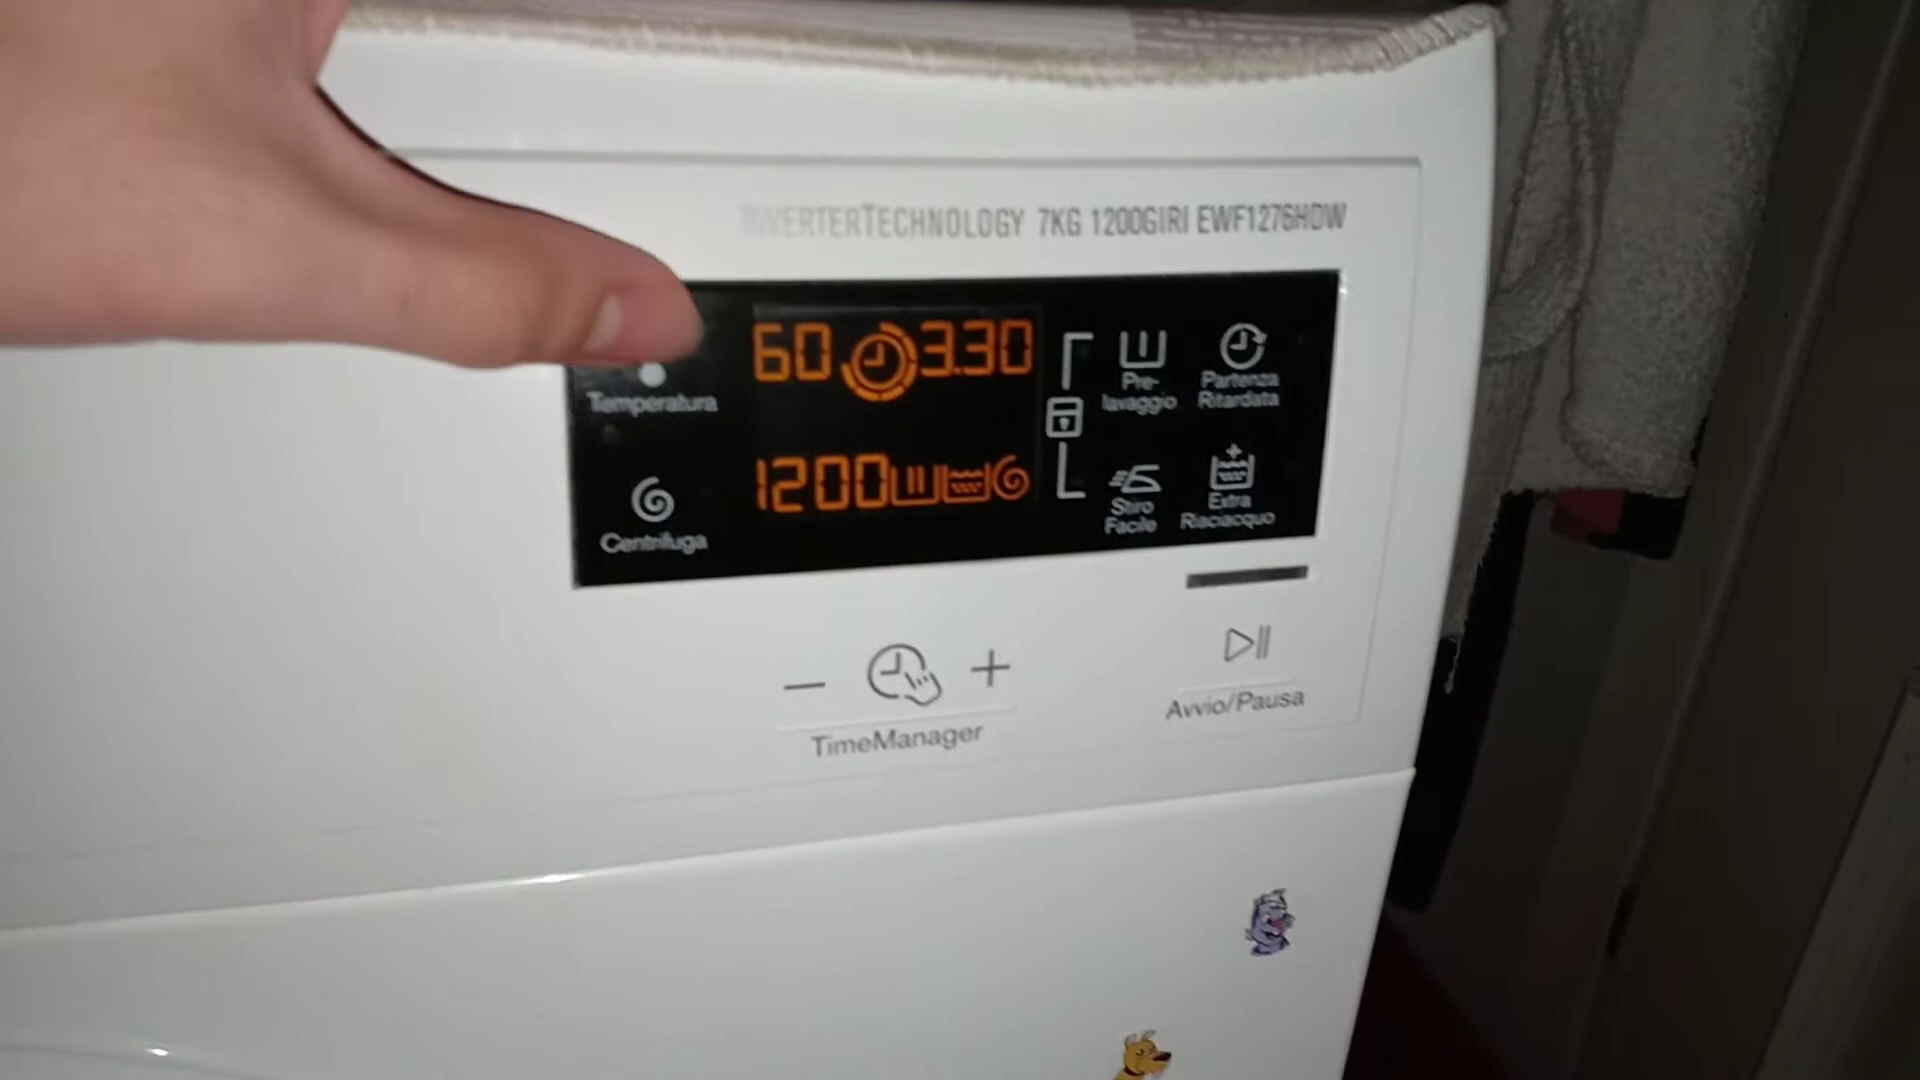 INVERTERTECHNOLOGY 7KG 1200GIRI EWF1276HDW
60 3.30
Temperatura
Pre-
lavaggio
Partenza
Ritardata
1200
Centrifuga
Stiro
Facile
Extra
Risciacquo
- +
TimeManager
Avvio/Pausa